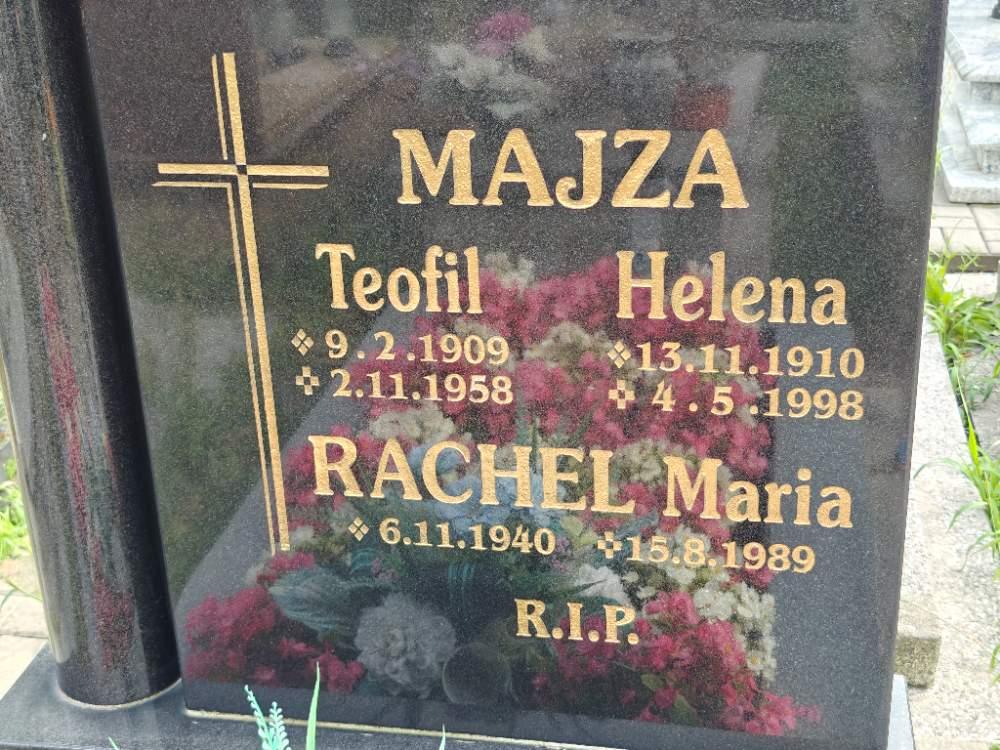 MAJZA
Teofil Helena
9.2.1909 13.11.1910
2.11.1958 4.5.1998
RACHEL Maria
6.11.1940 15.8.1989
R.I.P.